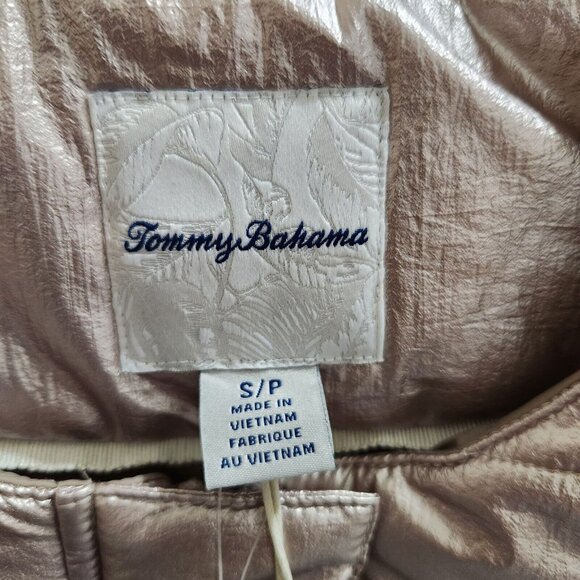 Tommy Bahama
S/P
MADE IN
VIETNAM
FABRIQUE
AU VIETNAM